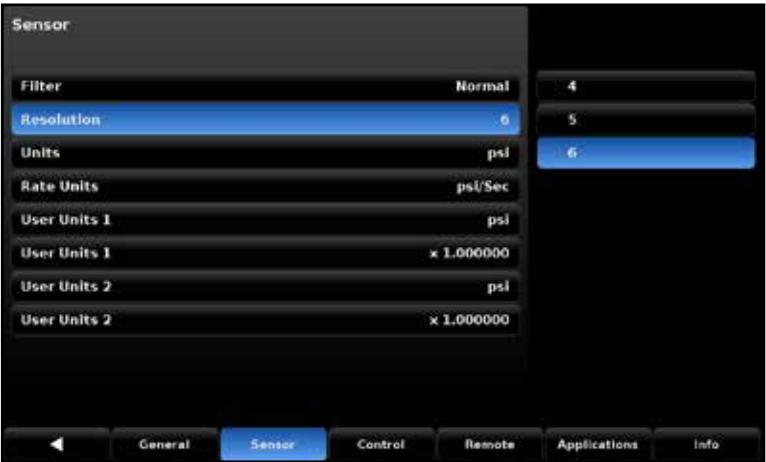 Sensor
Filter Normal 4
Resolution 6 5
Units psi 6
Rate Units psi/Sec
User Units 1 psi
User Units 1 x 1.000000
User Units 2 psi
User Units 2 x 1.000000
General Sensor Control Remote Applications Info